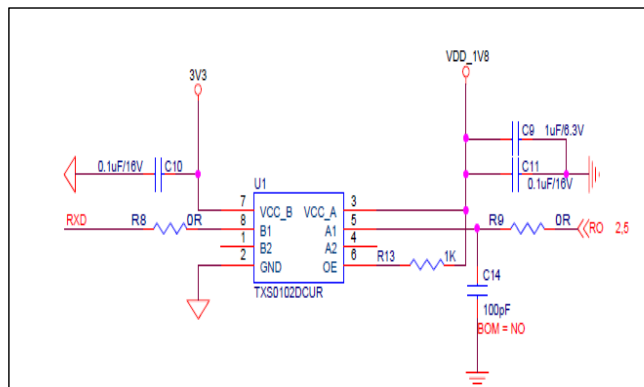 VDD_1V8
3V3
C9 1uF/6.3V
0.1uF/16V C10
C11
0.1uF/16V
U1
7 VCC_B VCC_A 3
RXD R8 0R 8 B1 A1 5 R9 0R RO 2,5
1 B2 A2 4
2 GND OE 6 R13 1K
TXS0102DCUR
C14
100pF
BOM = NO